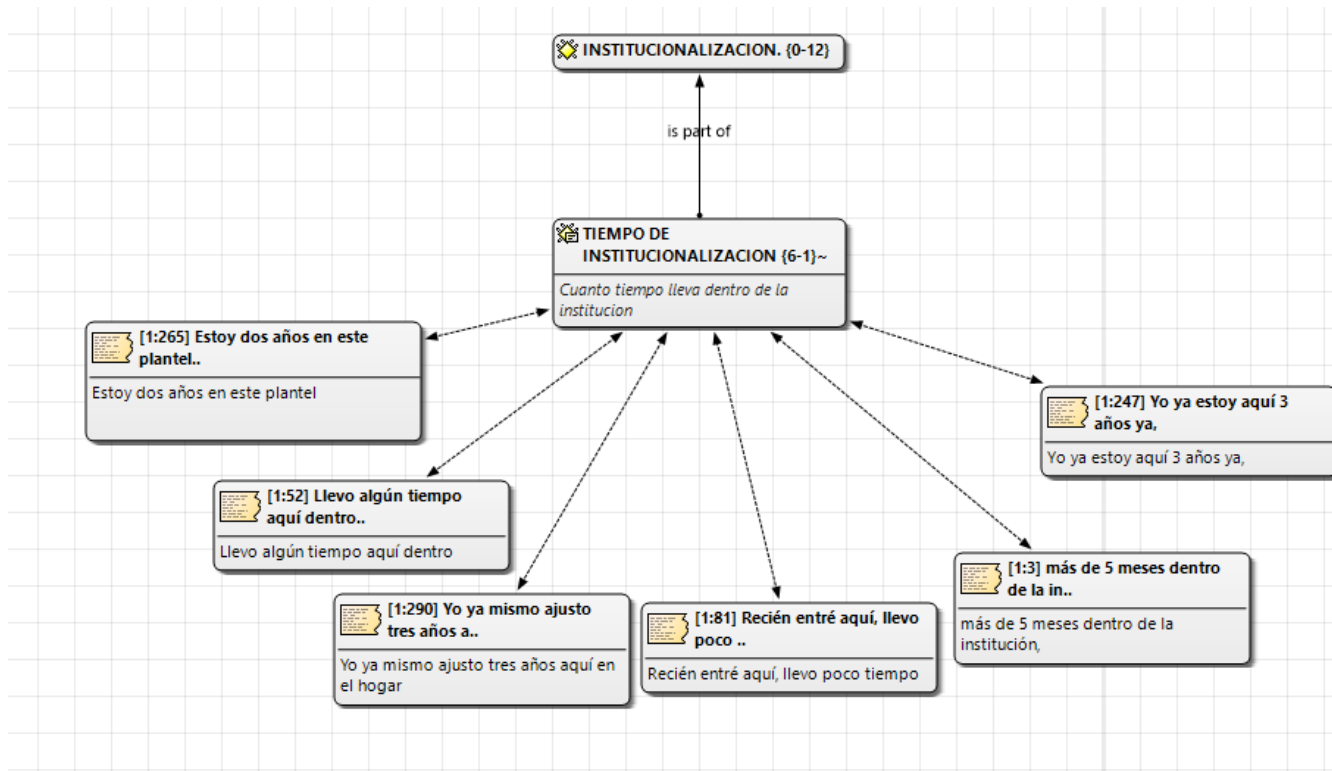 INSTITUCIONALIZACION. {0-12}
is part of
TIEMPO DE
INSTITUCIONALIZACION {6-1}~
Cuanto tiempo lleva dentro de la
institucion
[1:265] Estoy dos años en este
plantel..
Estoy dos años en este plantel
[1:247] Yo ya estoy aquí 3
años ya,
Yo ya estoy aquí 3 años ya,
[1:52] Llevo algún tiempo
aquí dentro..
Llevo algún tiempo aquí dentro
[1:290] Yo ya mismo ajusto
tres años a..
Yo ya mismo ajusto tres años aquí en
el hogar
[1:81] Recién entré aquí, llevo
poco ..
Recién entré aquí, llevo poco tiempo
[1:3] más de 5 meses dentro
de la in..
más de 5 meses dentro de la
institución,